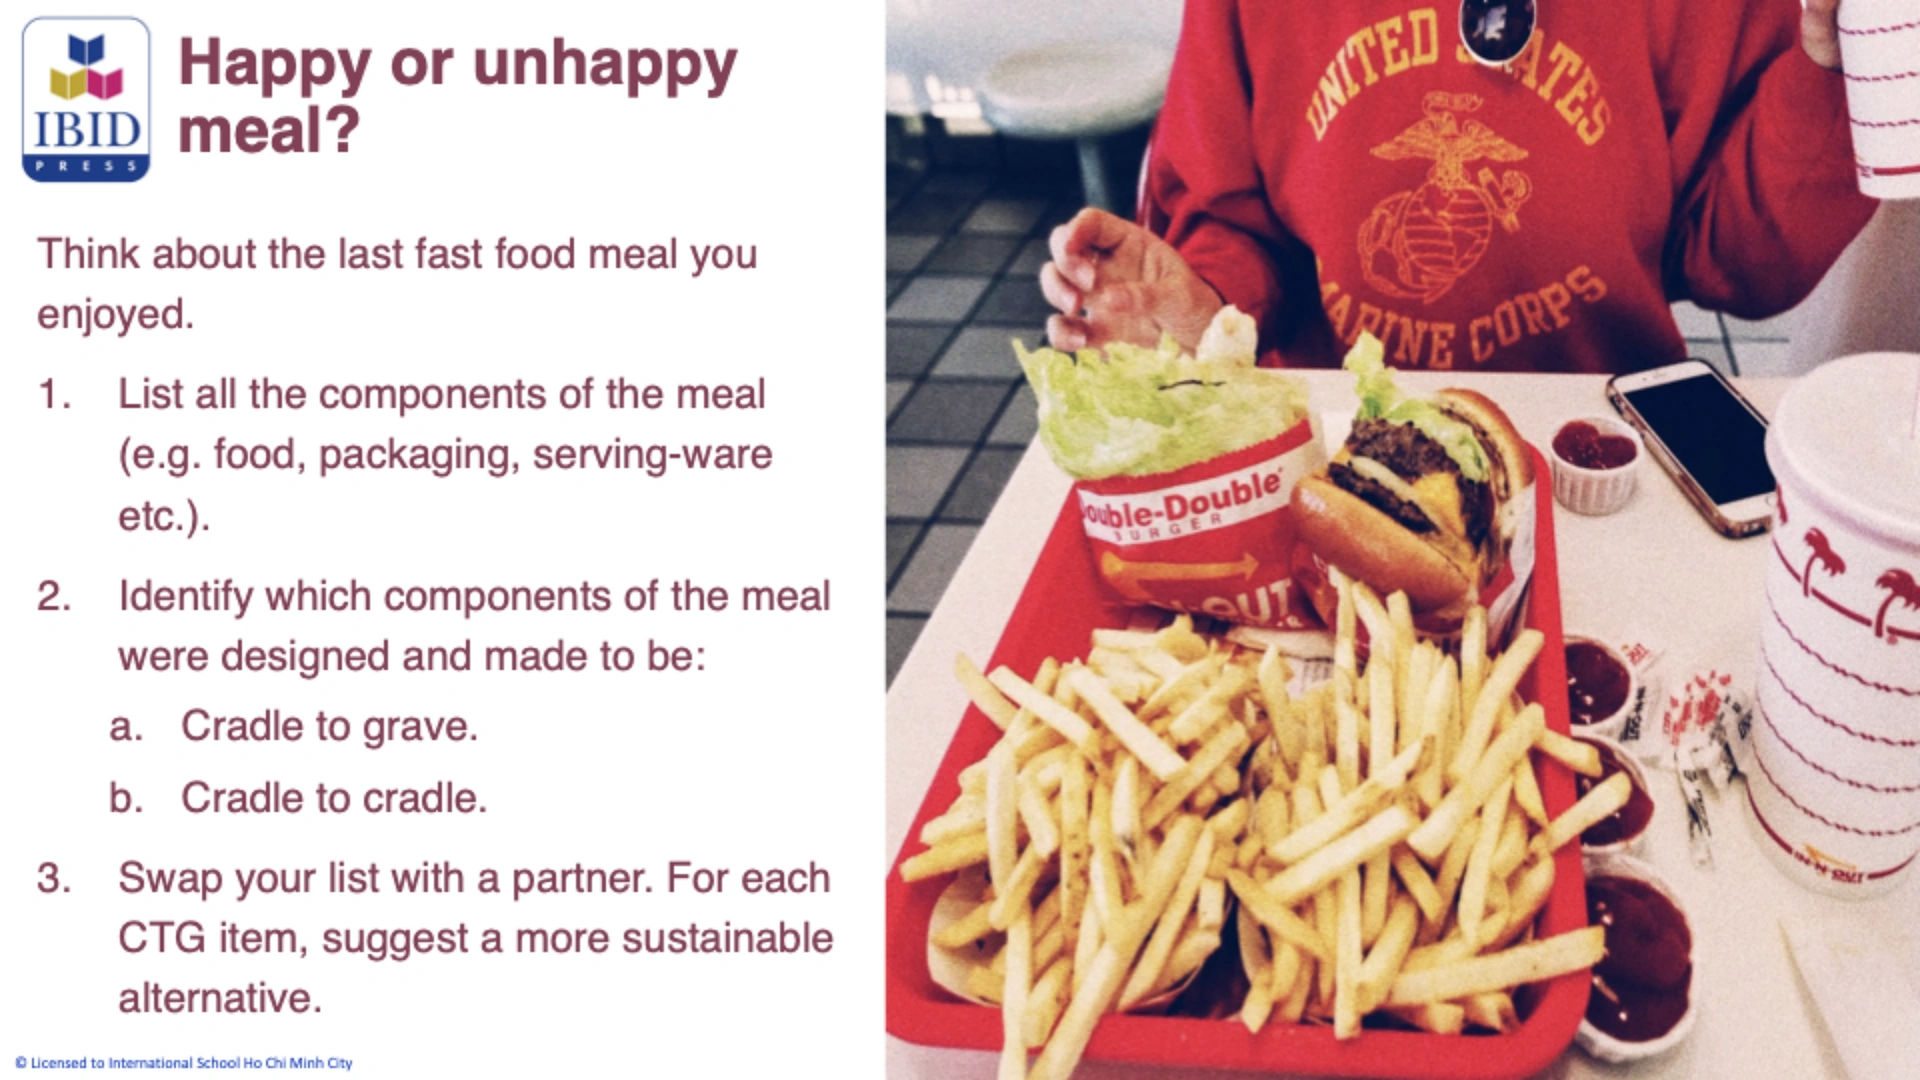 IBID
PRESS
Happy or unhappy
meal?
Think about the last fast food meal you
enjoyed.
1. List all the components of the meal
(e.g. food, packaging, serving-ware
etc.).
2. Identify which components of the meal
were designed and made to be:
a. Cradle to grave.
b. Cradle to cradle.
3. Swap your list with a partner. For each
CTG item, suggest a more sustainable
alternative.
© Licensed to International School Ho Chi Minh City
UNITED
MARINE CORPS
ouble-Double
BURGER
IN-N-OUT